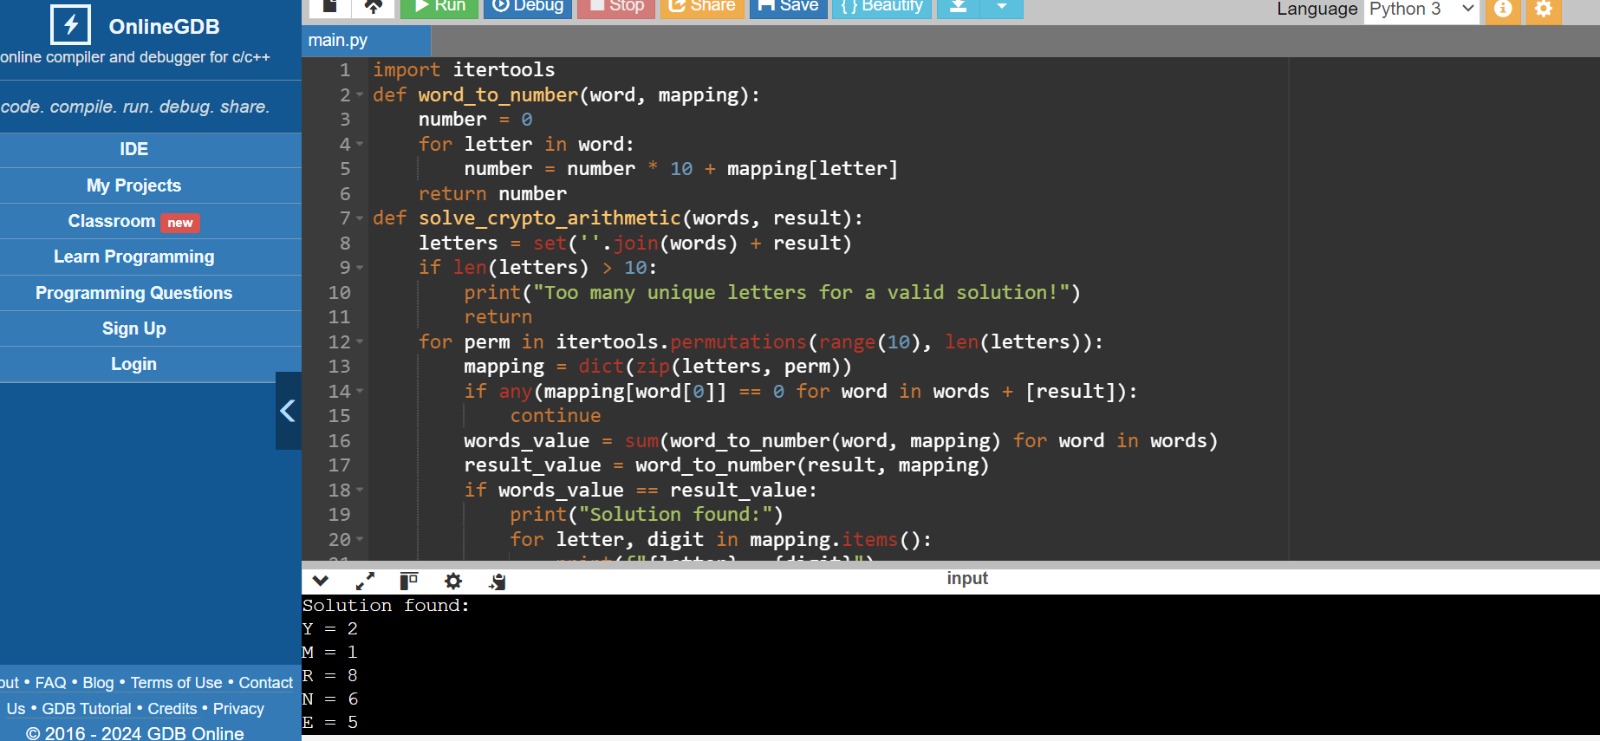 OnlineGDB
online compiler and debugger for c/c++
code. compile. run. debug. share.
IDE
My Projects
Classroom new
Learn Programming
Programming Questions
Sign Up
Login
• FAQ • Blog • Terms of Use • Contact
Us • GDB Tutorial • Credits • Privacy
© 2016 - 2024 GDB Online
Run Debug Stop Share Save { } Beautify Language Python 3
main.py
1 import itertools
2 def word_to_number(word, mapping):
3 number = 0
4 for letter in word:
5 number = number * 10 + mapping[letter]
6 return number
7 def solve_crypto_arithmetic(words, result):
8 letters = set(''.join(words) + result)
9 if len(letters) > 10:
10 print("Too many unique letters for a valid solution!")
11 return
12 for perm in itertools.permutations(range(10), len(letters)):
13 mapping = dict(zip(letters, perm))
14 if any(mapping[word[0]] == 0 for word in words + [result]):
15 continue
16 words_value = sum(word_to_number(word, mapping) for word in words)
17 result_value = word_to_number(result, mapping)
18 if words_value == result_value:
19 print("Solution found:")
20 for letter, digit in mapping.items():
input
Solution found:
Y = 2
M = 1
R = 8
N = 6
E = 5